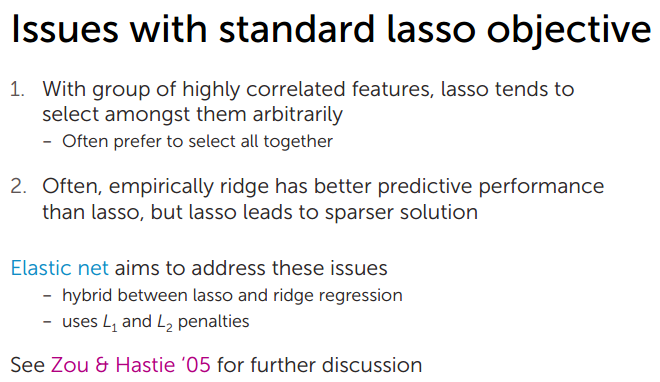 Issues with standard lasso objective
1. With group of highly correlated features, lasso tends to
select amongst them arbitrarily
– Often prefer to select all together
2. Often, empirically ridge has better predictive performance
than lasso, but lasso leads to sparser solution
Elastic net aims to address these issues
– hybrid between lasso and ridge regression
– uses L₁ and L₂ penalties
See Zou & Hastie ‘05 for further discussion